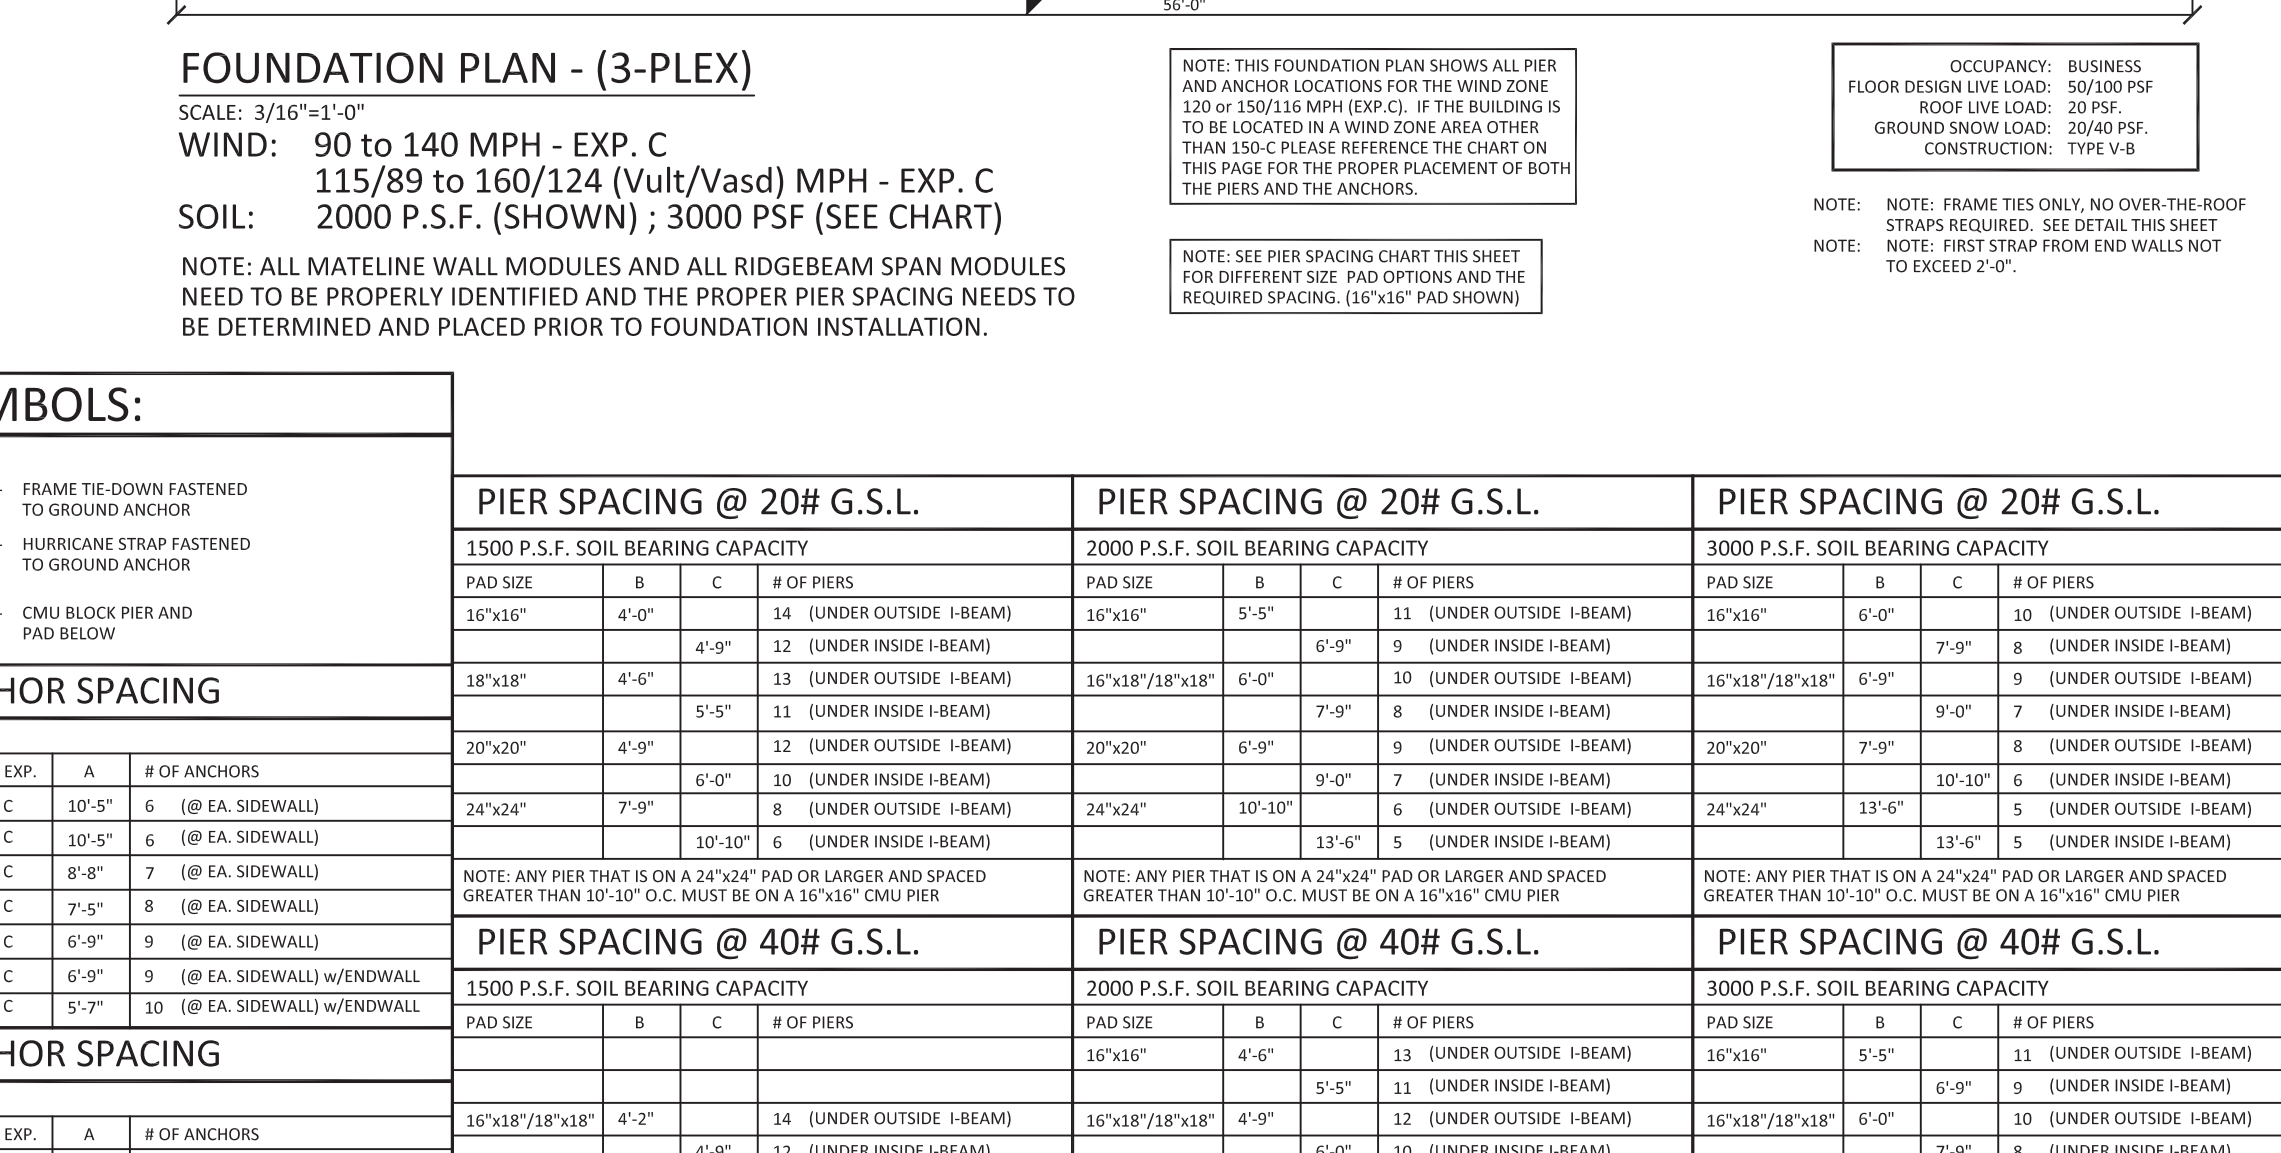 56'-0"
FOUNDATION PLAN - (3-PLEX)
SCALE: 3/16"=1'-0"
WIND: 90 to 140 MPH - EXP. C
115/89 to 160/124 (Vult/Vasd) MPH - EXP. C
SOIL: 2000 P.S.F. (SHOWN) ; 3000 PSF (SEE CHART)
NOTE: ALL MATELINE WALL MODULES AND ALL RIDGEBEAM SPAN MODULES
NEED TO BE PROPERLY IDENTIFIED AND THE PROPER PIER SPACING NEEDS TO
BE DETERMINED AND PLACED PRIOR TO FOUNDATION INSTALLATION.
NOTE: THIS FOUNDATION PLAN SHOWS ALL PIER
AND ANCHOR LOCATIONS FOR THE WIND ZONE
120 or 150/116 MPH (EXP.C). IF THE BUILDING IS
TO BE LOCATED IN A WIND ZONE AREA OTHER
THAN 150-C PLEASE REFERENCE THE CHART ON
THIS PAGE FOR THE PROPER PLACEMENT OF BOTH
THE PIERS AND THE ANCHORS.
NOTE: SEE PIER SPACING CHART THIS SHEET
FOR DIFFERENT SIZE PAD OPTIONS AND THE
REQUIRED SPACING. (16"x16" PAD SHOWN)
OCCUPANCY: BUSINESS
FLOOR DESIGN LIVE LOAD: 50/100 PSF
ROOF LIVE LOAD: 20 PSF.
GROUND SNOW LOAD: 20/40 PSF.
CONSTRUCTION: TYPE V-B
NOTE: NOTE: FRAME TIES ONLY, NO OVER-THE-ROOF
STRAPS REQUIRED. SEE DETAIL THIS SHEET
NOTE: NOTE: FIRST STRAP FROM END WALLS NOT
TO EXCEED 2'-0".
MBOLS:
- FRAME TIE-DOWN FASTENED
TO GROUND ANCHOR
- HURRICANE STRAP FASTENED
TO GROUND ANCHOR
- CMU BLOCK PIER AND
PAD BELOW
HOR SPACING
EXP. A # OF ANCHORS
C 10'-5" 6 (@ EA. SIDEWALL)
C 10'-5" 6 (@ EA. SIDEWALL)
C 8'-8" 7 (@ EA. SIDEWALL)
C 7'-5" 8 (@ EA. SIDEWALL)
C 6'-9" 9 (@ EA. SIDEWALL)
C 6'-9" 9 (@ EA. SIDEWALL) w/ENDWALL
C 5'-7" 10 (@ EA. SIDEWALL) w/ENDWALL
HOR SPACING
EXP. A # OF ANCHORS
PIER SPACING @ 20# G.S.L.
1500 P.S.F. SOIL BEARING CAPACITY
PAD SIZE B C # OF PIERS
16"x16" 4'-0" 14 (UNDER OUTSIDE I-BEAM)
4'-9" 12 (UNDER INSIDE I-BEAM)
18"x18" 4'-6" 13 (UNDER OUTSIDE I-BEAM)
5'-5" 11 (UNDER INSIDE I-BEAM)
20"x20" 4'-9" 12 (UNDER OUTSIDE I-BEAM)
6'-0" 10 (UNDER INSIDE I-BEAM)
24"x24" 7'-9" 8 (UNDER OUTSIDE I-BEAM)
10'-10" 6 (UNDER INSIDE I-BEAM)
NOTE: ANY PIER THAT IS ON A 24"x24" PAD OR LARGER AND SPACED
GREATER THAN 10'-10" O.C. MUST BE ON A 16"x16" CMU PIER
PIER SPACING @ 40# G.S.L.
1500 P.S.F. SOIL BEARING CAPACITY
PAD SIZE B C # OF PIERS
16"x18"/18"x18" 4'-2" 14 (UNDER OUTSIDE I-BEAM)
4'-9" 12 (UNDER INSIDE I-BEAM)
PIER SPACING @ 20# G.S.L.
2000 P.S.F. SOIL BEARING CAPACITY
PAD SIZE B C # OF PIERS
16"x16" 5'-5" 11 (UNDER OUTSIDE I-BEAM)
6'-9" 9 (UNDER INSIDE I-BEAM)
16"x18"/18"x18" 6'-0" 10 (UNDER OUTSIDE I-BEAM)
7'-9" 8 (UNDER INSIDE I-BEAM)
20"x20" 6'-9" 9 (UNDER OUTSIDE I-BEAM)
9'-0" 7 (UNDER INSIDE I-BEAM)
24"x24" 10'-10" 6 (UNDER OUTSIDE I-BEAM)
13'-6" 5 (UNDER INSIDE I-BEAM)
NOTE: ANY PIER THAT IS ON A 24"x24" PAD OR LARGER AND SPACED
GREATER THAN 10'-10" O.C. MUST BE ON A 16"x16" CMU PIER
PIER SPACING @ 40# G.S.L.
2000 P.S.F. SOIL BEARING CAPACITY
PAD SIZE B C # OF PIERS
16"x16" 4'-6" 13 (UNDER OUTSIDE I-BEAM)
5'-5" 11 (UNDER INSIDE I-BEAM)
16"x18"/18"x18" 4'-9" 12 (UNDER OUTSIDE I-BEAM)
6'-0" 10 (UNDER INSIDE I-BEAM)
PIER SPACING @ 20# G.S.L.
3000 P.S.F. SOIL BEARING CAPACITY
PAD SIZE B C # OF PIERS
16"x16" 6'-0" 10 (UNDER OUTSIDE I-BEAM)
7'-9" 8 (UNDER INSIDE I-BEAM)
16"x18"/18"x18" 6'-9" 9 (UNDER OUTSIDE I-BEAM)
9'-0" 7 (UNDER INSIDE I-BEAM)
20"x20" 7'-9" 8 (UNDER OUTSIDE I-BEAM)
10'-10" 6 (UNDER INSIDE I-BEAM)
24"x24" 13'-6" 5 (UNDER OUTSIDE I-BEAM)
13'-6" 5 (UNDER INSIDE I-BEAM)
NOTE: ANY PIER THAT IS ON A 24"x24" PAD OR LARGER AND SPACED
GREATER THAN 10'-10" O.C. MUST BE ON A 16"x16" CMU PIER
PIER SPACING @ 40# G.S.L.
3000 P.S.F. SOIL BEARING CAPACITY
PAD SIZE B C # OF PIERS
16"x16" 5'-5" 11 (UNDER OUTSIDE I-BEAM)
6'-9" 9 (UNDER INSIDE I-BEAM)
16"x18"/18"x18" 6'-0" 10 (UNDER OUTSIDE I-BEAM)
7'-9" 8 (UNDER INSIDE I-BEAM)